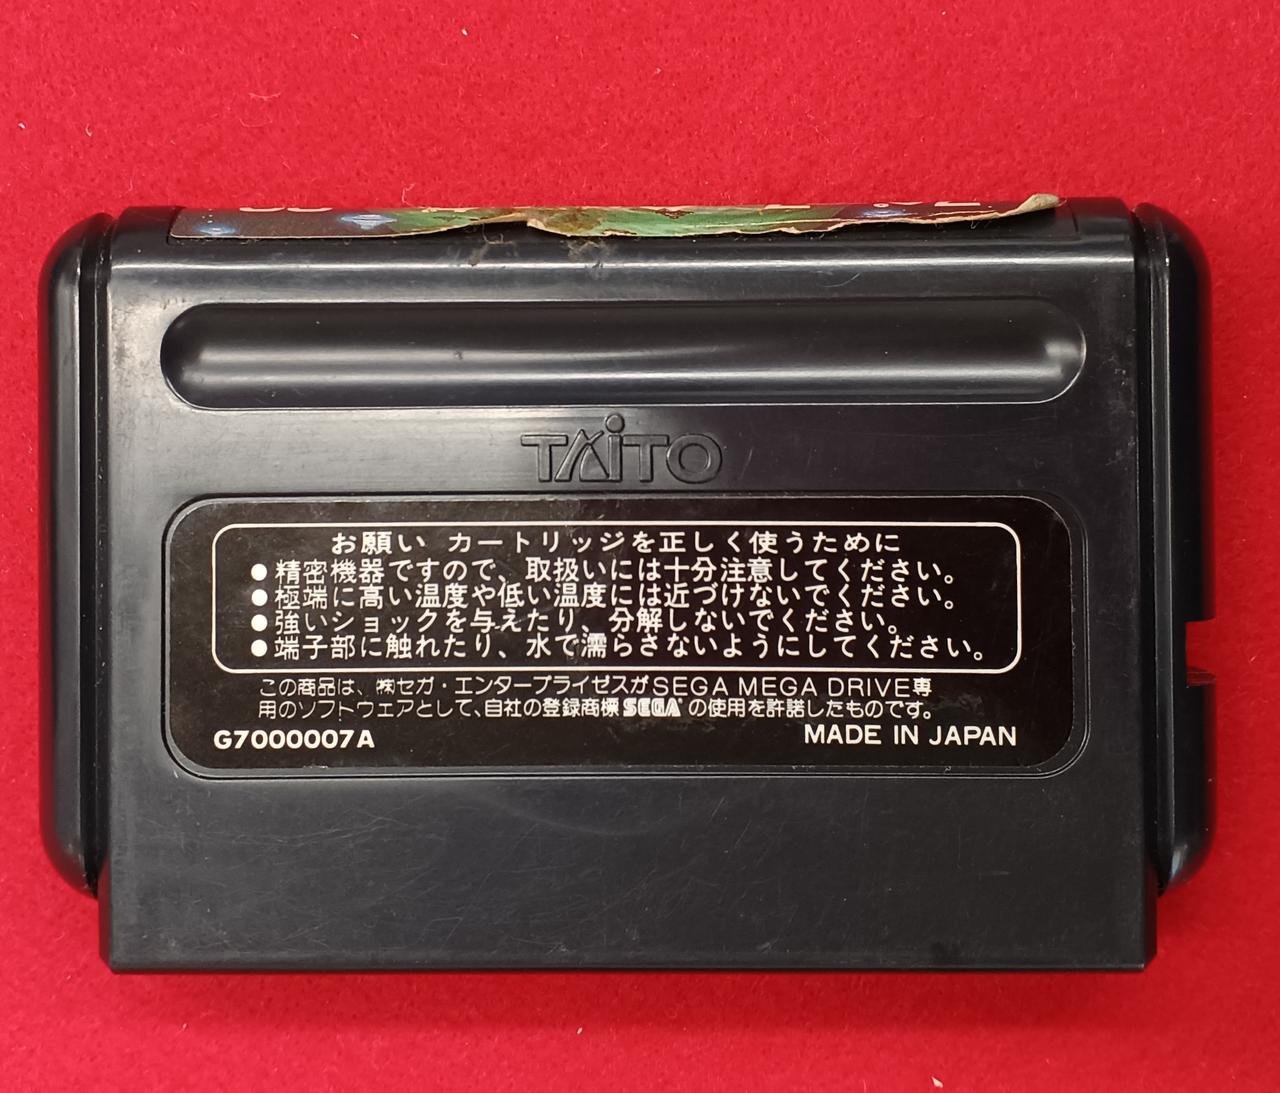 TAITO
お願い カートリッジを正しく使うために
●精密機器ですので、取扱いには十分注意してください。
●極端に高い温度や低い温度には近づけないでください。
●強いショックを与えたり、分解しないでください。
●端子部に触れたり、水で濡らさないようにしてください。
この商品は、㈱セガ・エンタープライゼスがSEGA MEGA DRIVE専
用のソフトウェアとして、自社の登録商標SEGAの使用を許諾したものです。
G7000007A
MADE IN JAPAN